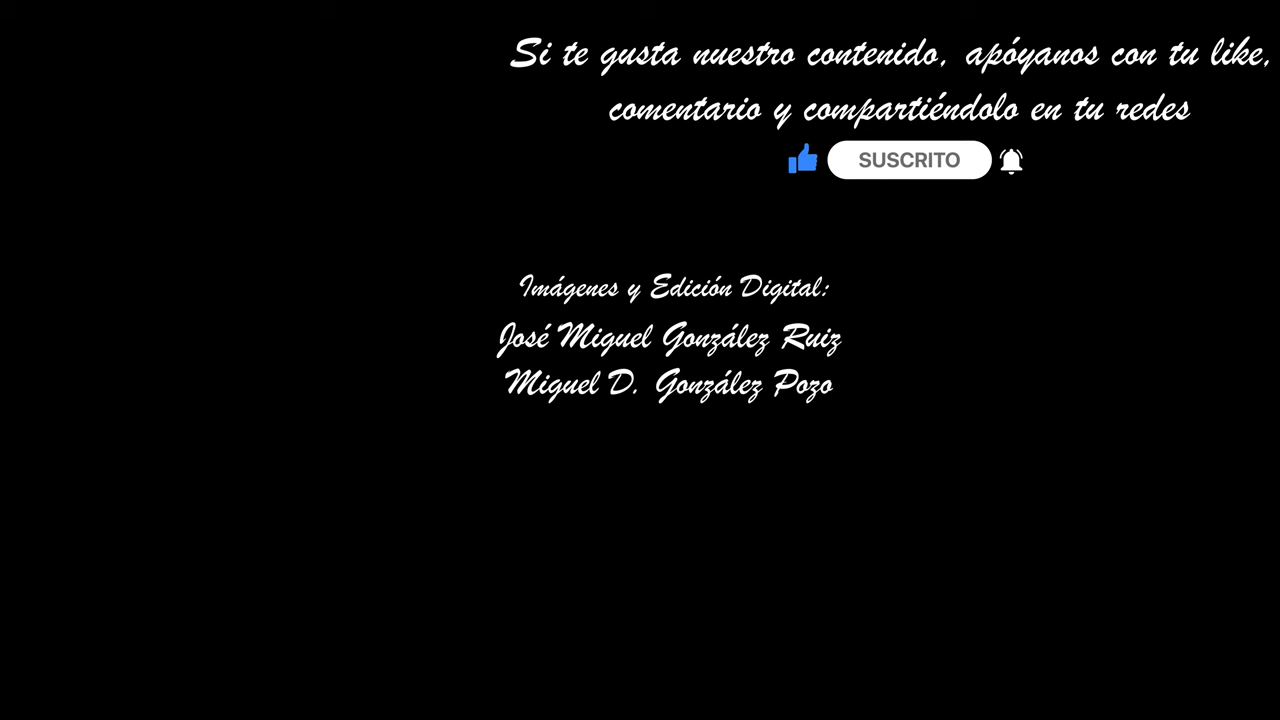 Si te gusta nuestro contenido, apóyanos con tu like,
comentario y compartiéndolo en tu redes
SUSCRITO
Imágenes y Edición Digital:
José Miguel González Ruiz
Miguel D. González Pozo